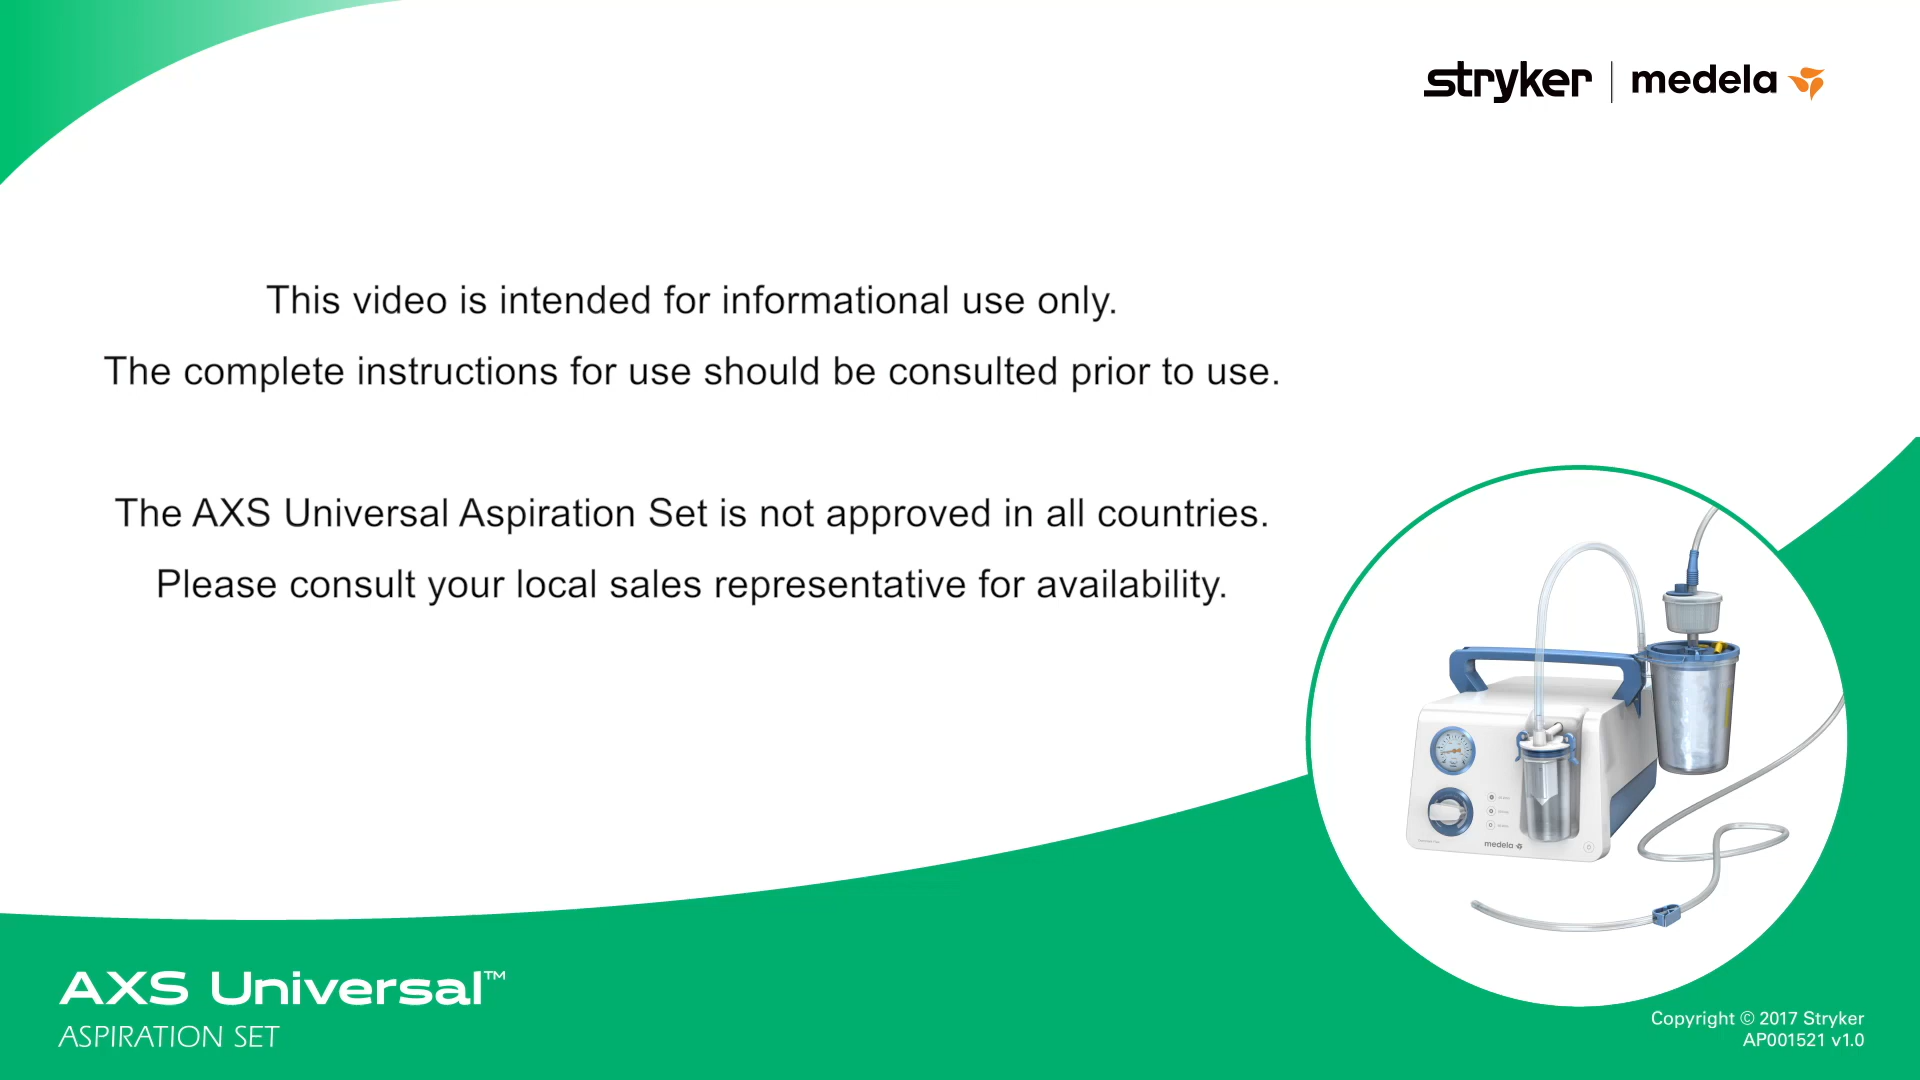 stryker | medela
This video is intended for informational use only.
The complete instructions for use should be consulted prior to use.
The AXS Universal Aspiration Set is not approved in all countries.
Please consult your local sales representative for availability.
medela
AXS Universal™
ASPIRATION SET
Copyright © 2017 Stryker
AP001521 v1.0